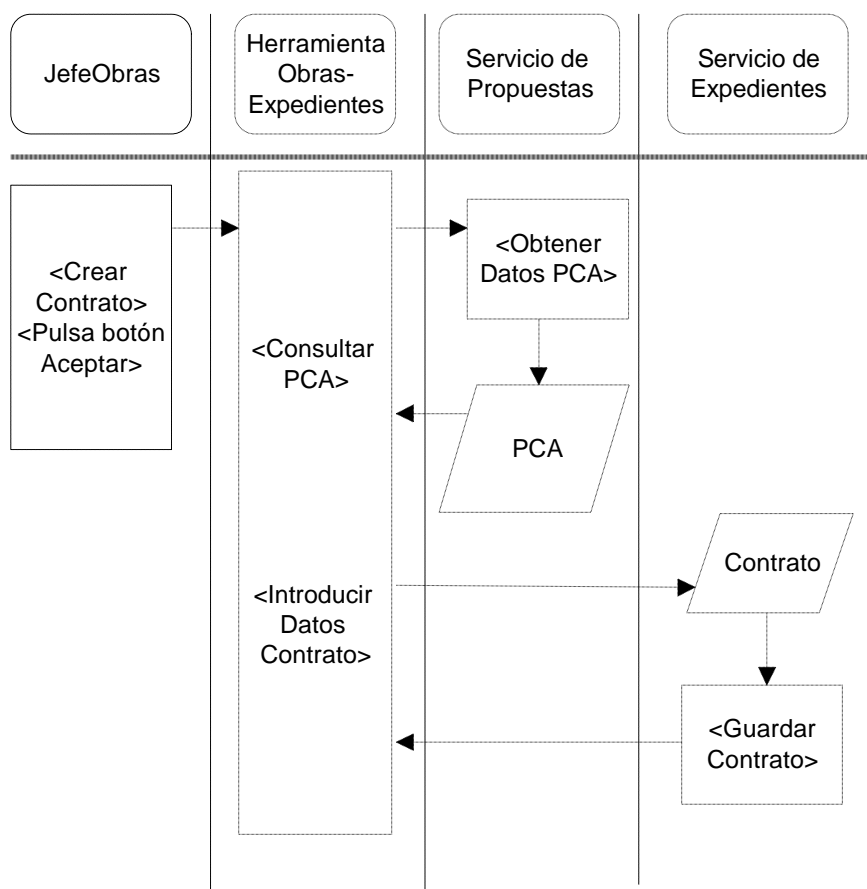 JefeObras
Herramienta
Obras-
Expedientes
Servicio de
Propuestas
Servicio de
Expedientes
<Crear
Contrato>
<Pulsa botón
Aceptar>
<Consultar
PCA>
<Introducir
Datos
Contrato>
<Obtener
Datos PCA>
PCA
Contrato
<Guardar
Contrato>